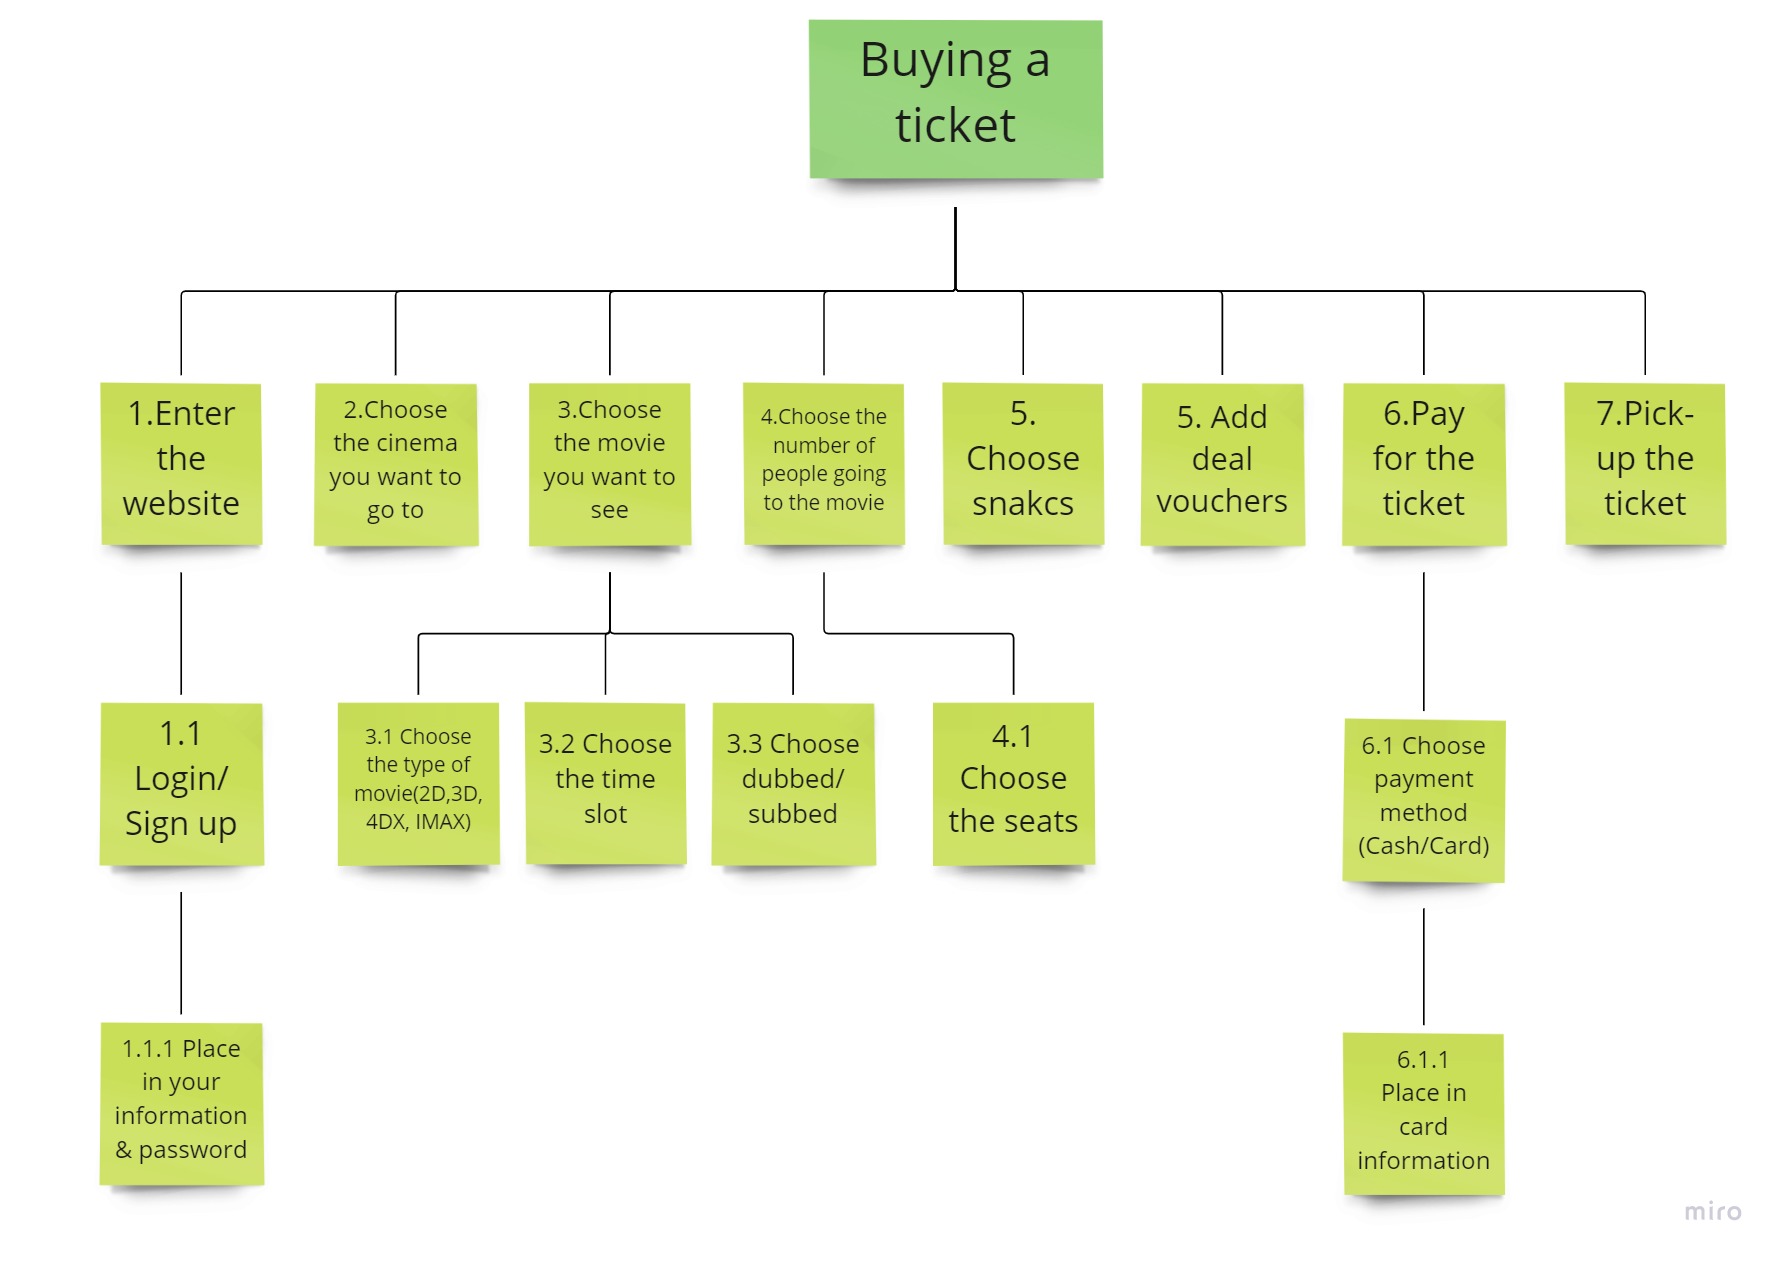 Buying a
ticket
1.Enter
the
website
2.Choose
the cinema
you want to
go to
3.Choose
the movie
you want to
see
4.Choose the
number of
people going
to the movie
5.
Choose
snakcs
5. Add
deal
vouchers
6.Pay
for the
ticket
7.Pick-
up the
ticket
1.1
Login/
Sign up
3.1 Choose
the type of
movie(2D,3D,
4DX, IMAX)
3.2 Choose
the time
slot
3.3 Choose
dubbed/
subbed
4.1
Choose
the seats
6.1 Choose
payment
method
(Cash/Card)
1.1.1 Place
in your
information
& password
6.1.1
Place in
card
information
miro